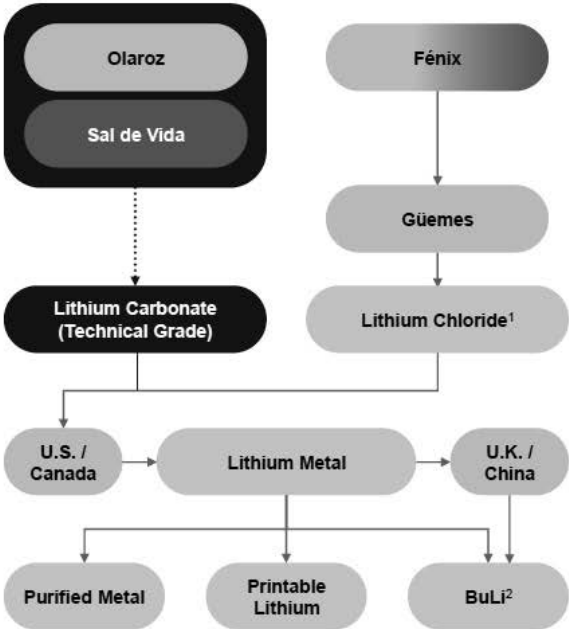 Olaroz
Fénix
Sal de Vida
Güemes
Lithium Carbonate
(Technical Grade)
Lithium Chloride¹
U.S. /
Canada
Lithium Metal
U.K. /
China
Purified Metal
Printable
Lithium
BuLi²